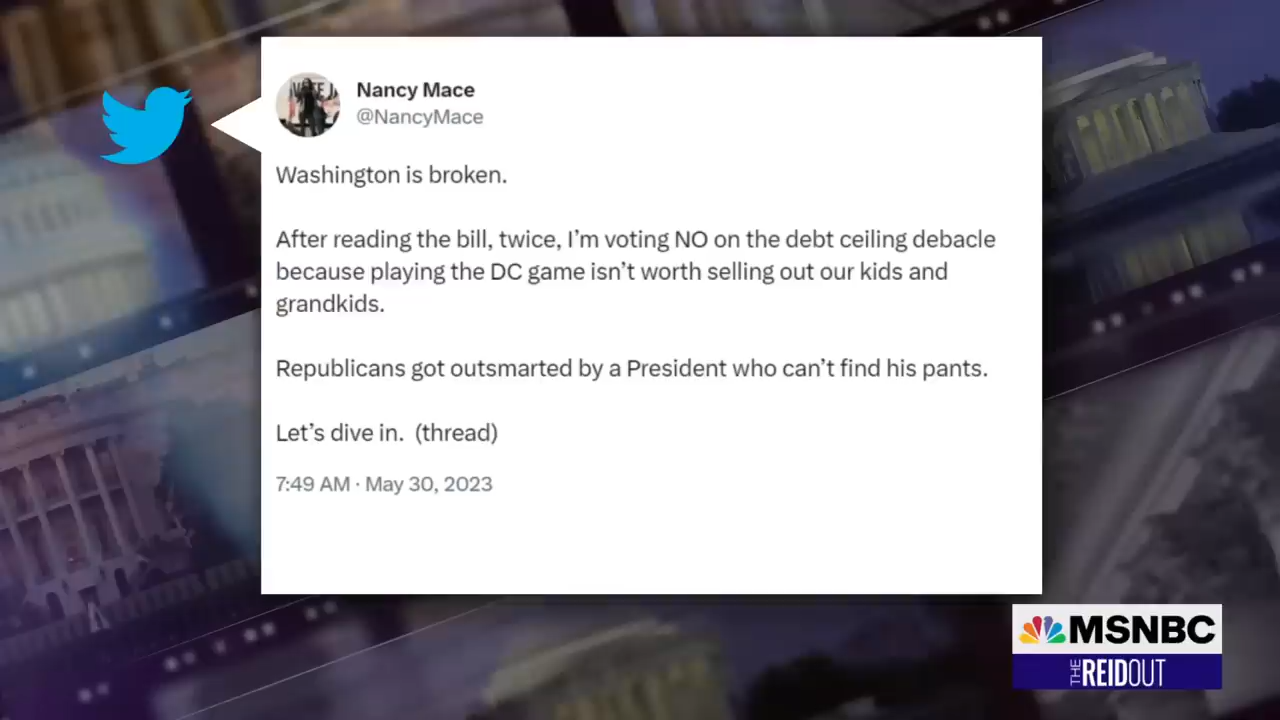 Nancy Mace
@NancyMace
Washington is broken.
After reading the bill, twice, I'm voting NO on the debt ceiling debacle
because playing the DC game isn't worth selling out our kids and
grandkids.
Republicans got outsmarted by a President who can't find his pants.
Let's dive in. (thread)
7:49 AM · May 30, 2023
MSNBC
THE REIDOUT